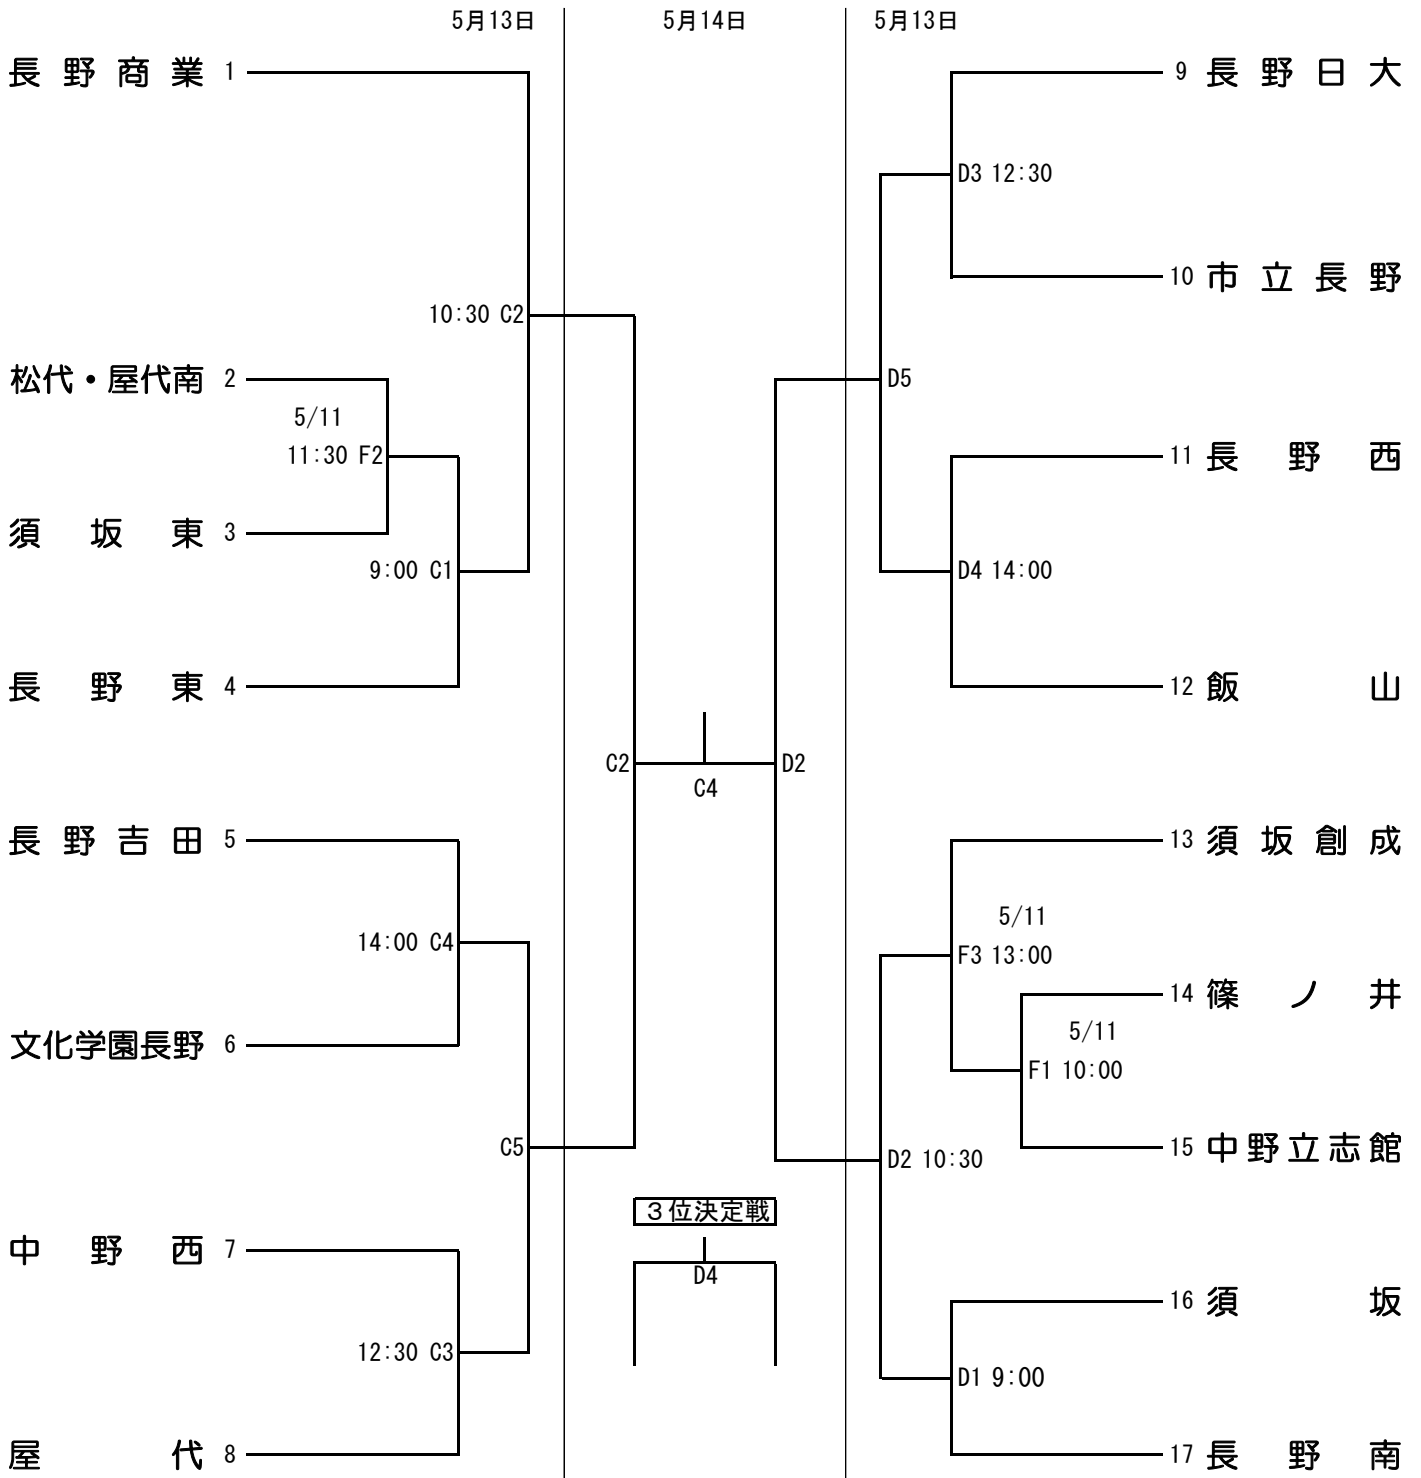 5月13日 5月14日 5月13日
長野商業 1
9 長野日大
D3 12:30
10 市立長野
10:30 C2
松代・屋代南 2
D5
5/11
11:30 F2
11 長野西
須坂東 3
9:00 C1
D4 14:00
長野東 4
12 飯山
C2
D2
C4
長野吉田 5
13 須坂創成
5/11
14:00 C4
F3 13:00
14 篠ノ井
5/11
文化学園長野 6
F1 10:00
C5
15 中野立志館
D2 10:30
3位決定戦
中野西 7
D4
16 須坂
12:30 C3
D1 9:00
屋代 8
17 長野南